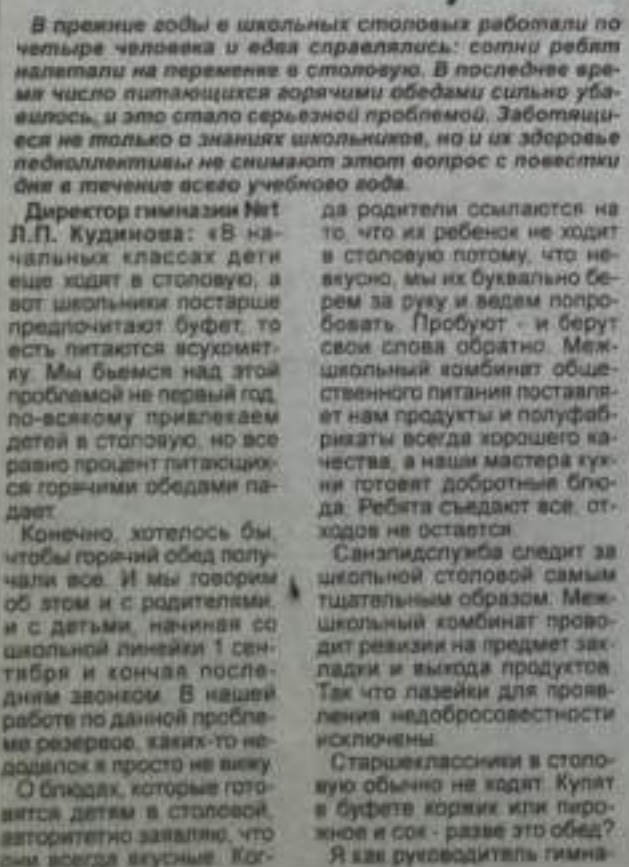 В прежние годы в школьных столовых работали по
четыре человека и едва справлялись: сотни ребят
налетали на перемене в столовую. В последнее вре-
мя число питающихся горячими обедами сильно уба-
вилось, и это стало серьезной проблемой. Заботящи-
еся не только о знаниях школьников, но и их здоровье
педколлективы не снимают этот вопрос с повестки
дня в течение всего учебного года.
Директор гимназии №1
Л.П. Кудинова: «В на-
чальных классах дети
еще ходят в столовую, а
вот школьники постарше
предпочитают буфет, то
есть питаются всухомят-
ку. Мы бьемся над этой
проблемой не первый год,
по-всякому привлекаем
детей в столовую, но все
равно процент питающих-
ся горячими обедами па-
дает.
Конечно, хотелось бы,
чтобы горячий обед полу-
чали все. И мы говорим
об этом и с родителями,
и с детьми, начиная со
школьной линейки 1 сен-
тября и кончая после-
дним звонком. В нашей
работе по данной пробле-
ме резервов, каких-то не-
доделок я просто не вижу.
О блюдах, которые гото-
вятся детям в столовой,
авторитетно заявляю, что
они всегда вкусные. Ког-
да родители ссылаются на
то, что их ребенок не ходит
в столовую потому, что не-
вкусно, мы их буквально бе-
рем за руку и ведем попро-
бовать. Пробуют - и берут
свои слова обратно. Меж-
школьный комбинат обще-
ственного питания поставля-
ет нам продукты и полуфаб-
рикаты всегда хорошего ка-
чества, а наши мастера кух-
ни готовят добротные блю-
да. Ребята съедают все, от-
ходов не остается.
Санэпидслужба следит за
школьной столовой самым
тщательным образом. Меж-
школьный комбинат прово-
дит ревизии на предмет зак-
ладки и выхода продуктов.
Так что лазейки для прояв-
ления недобросовестности
исключены.
Старшеклассники в столо-
вую обычно не ходят. Купят
в буфете коржик или пиро-
жное и сок - разве это обед?
Я как руководитель гимна-